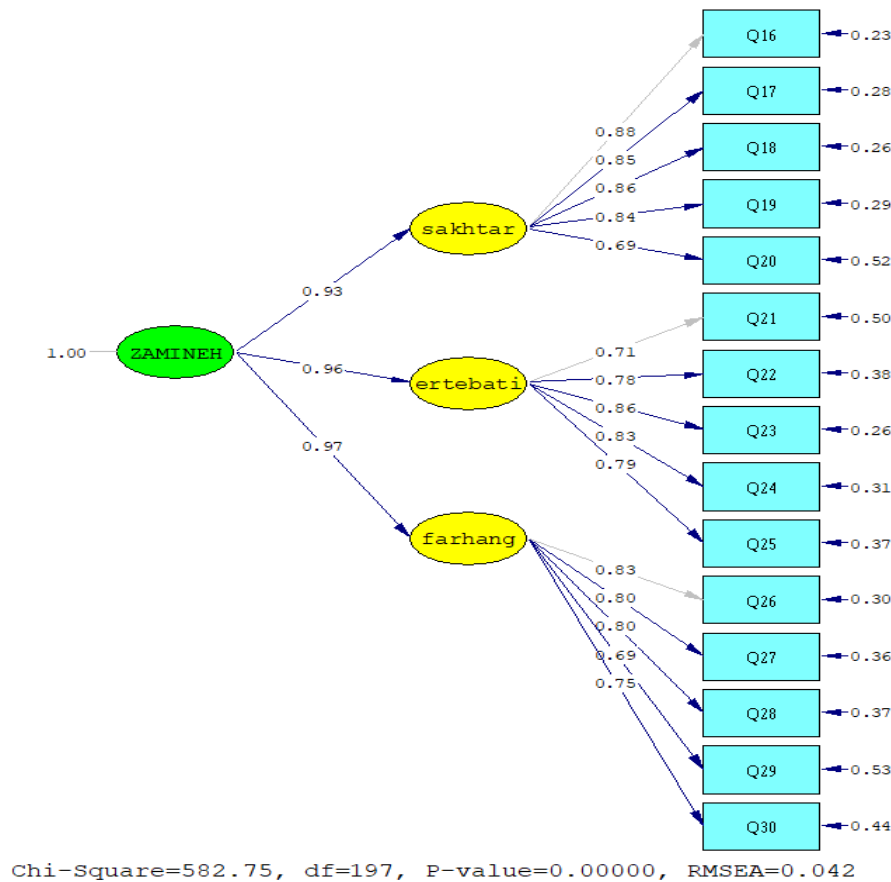 Q16
0.23
Q17
0.28
0.88
0.85
Q18
0.26
0.86
Q19
0.29
0.84
sakhtar
0.69
Q20
0.52
0.93
Q21
0.50
1.00
ZAMINEH
0.71
0.96
Q22
0.38
ertebati
0.78
0.86
Q23
0.26
0.83
0.97
0.79
Q24
0.31
farhang
Q25
0.37
0.83
0.80
Q26
0.30
0.80
0.69
Q27
0.36
0.75
Q28
0.37
Q29
0.53
Q30
0.44
Chi-Square=582.75, df=197, P-value=0.00000, RMSEA=0.042